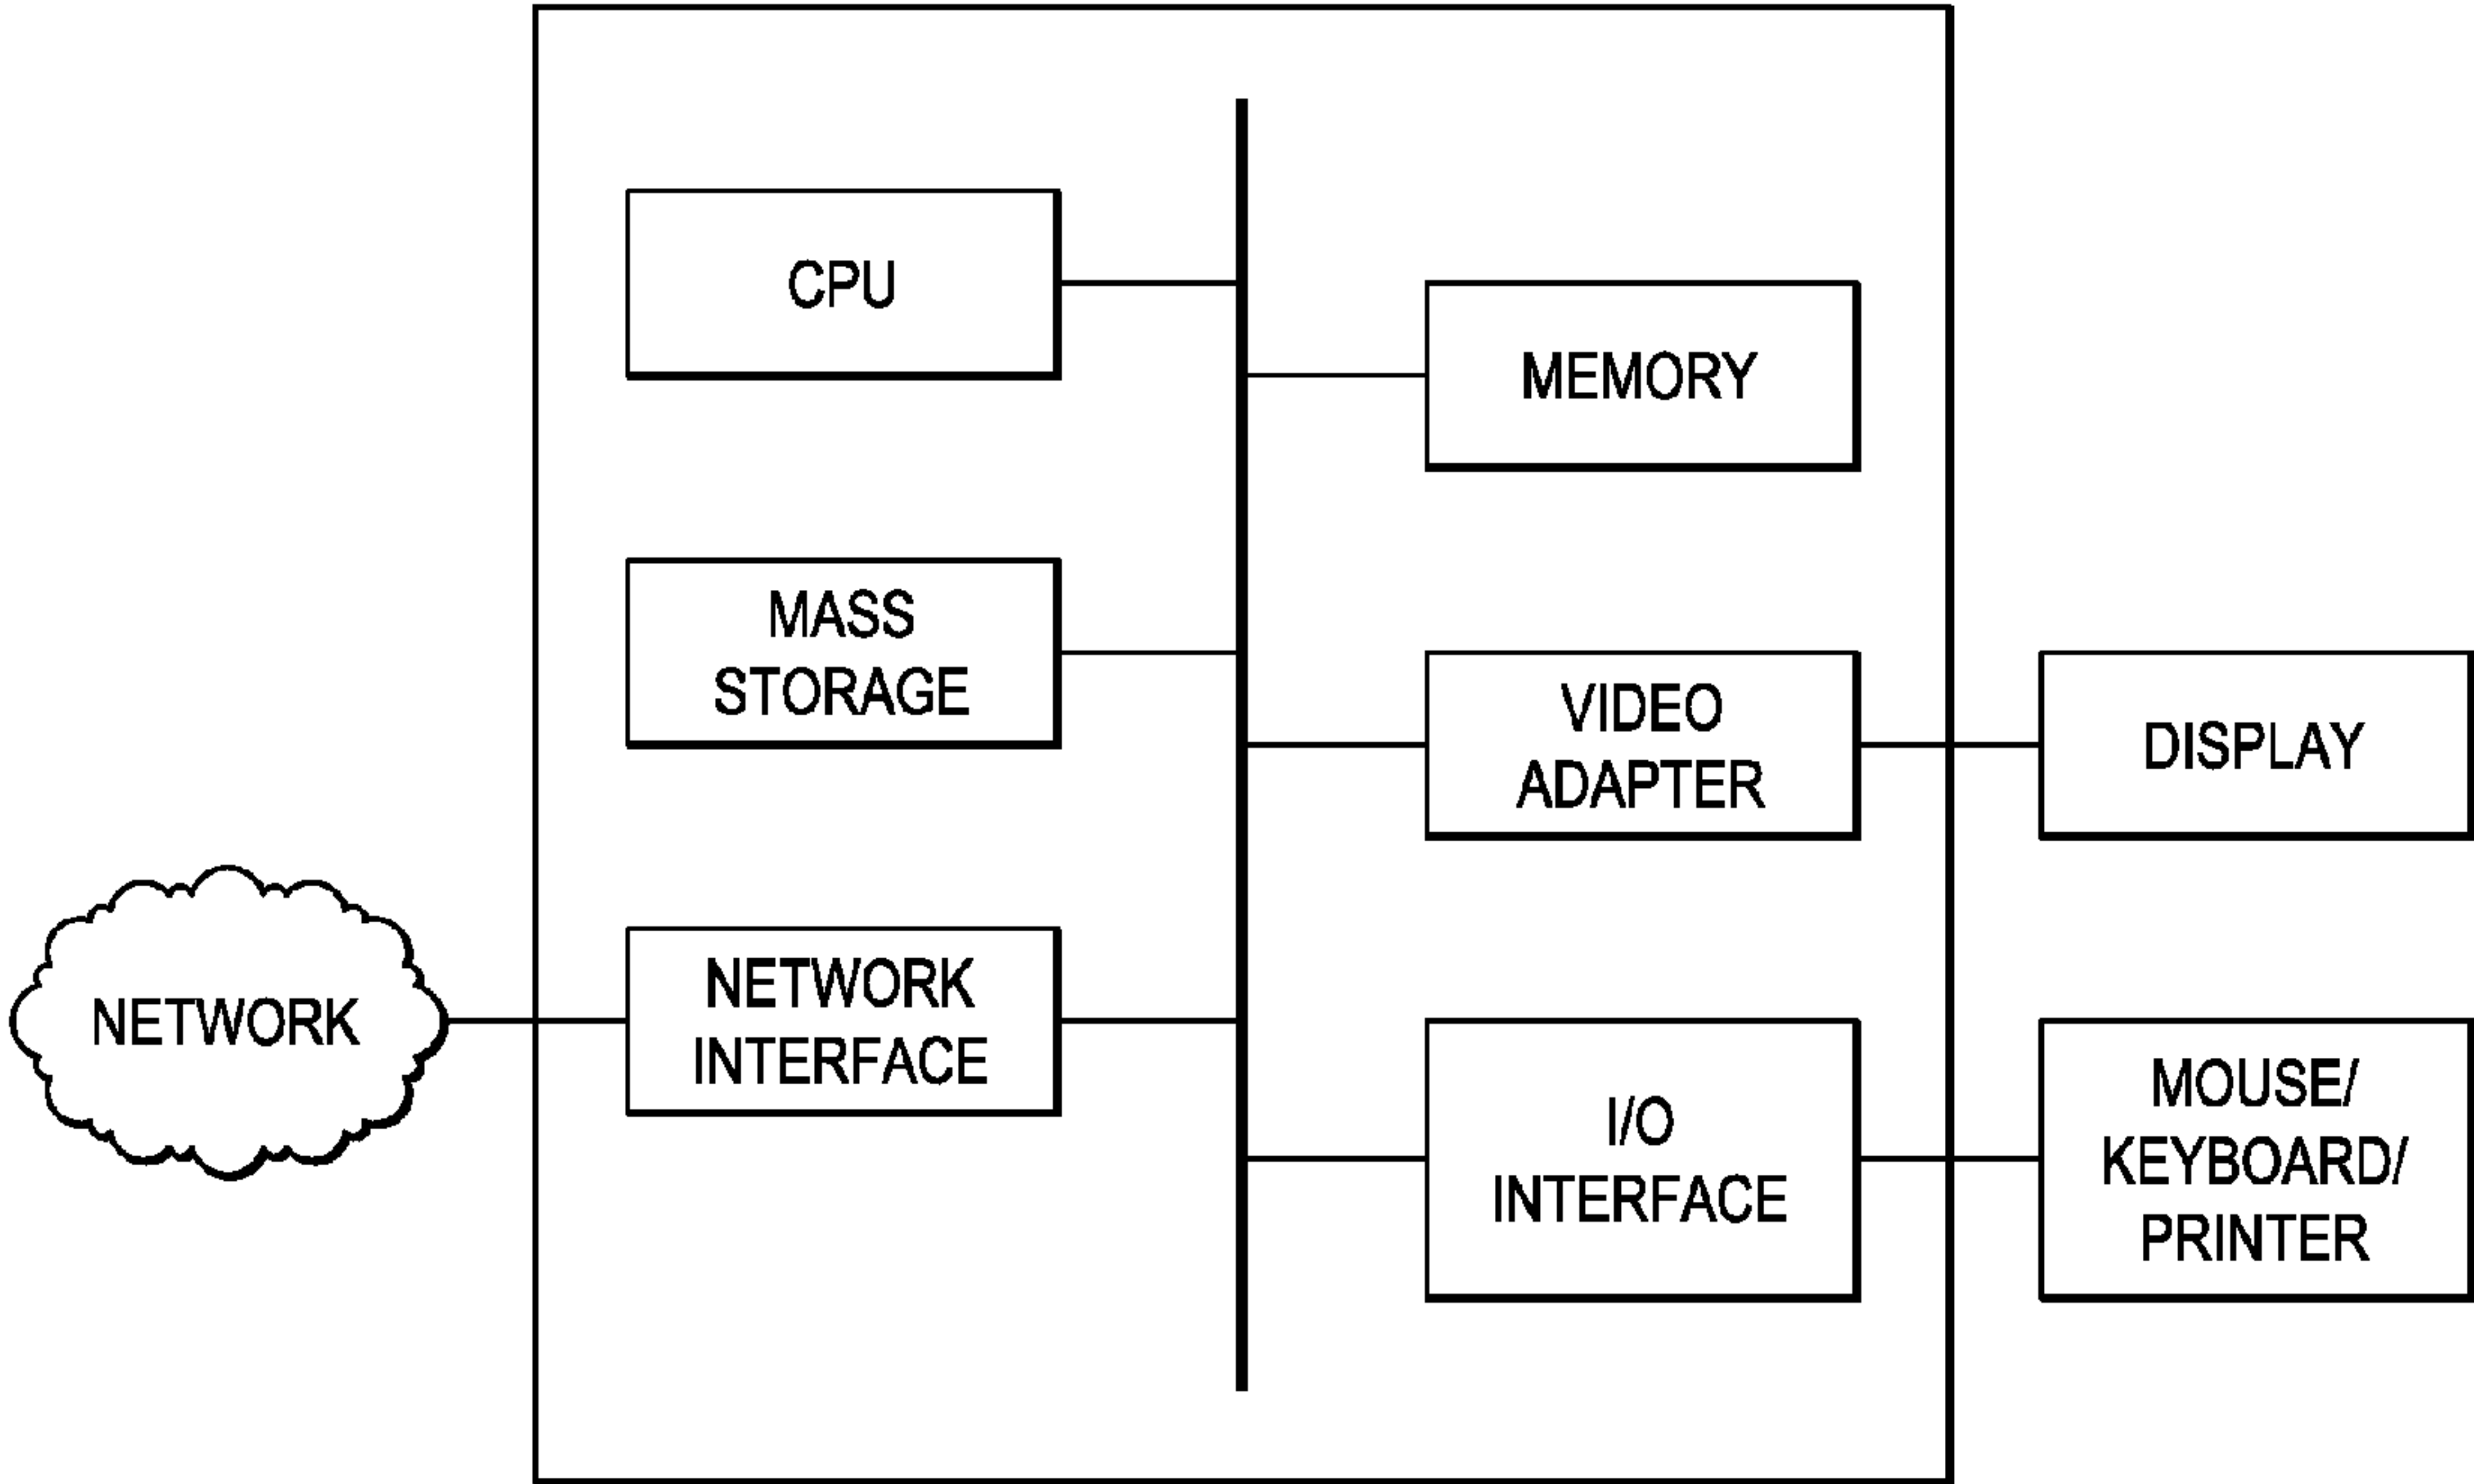 CPU
MEMORY
MASS
STORAGE
VIDEO
ADAPTER
DISPLAY
NETWORK
NETWORK
INTERFACE
I/O
INTERFACE
MOUSE/
KEYBOARD/
PRINTER